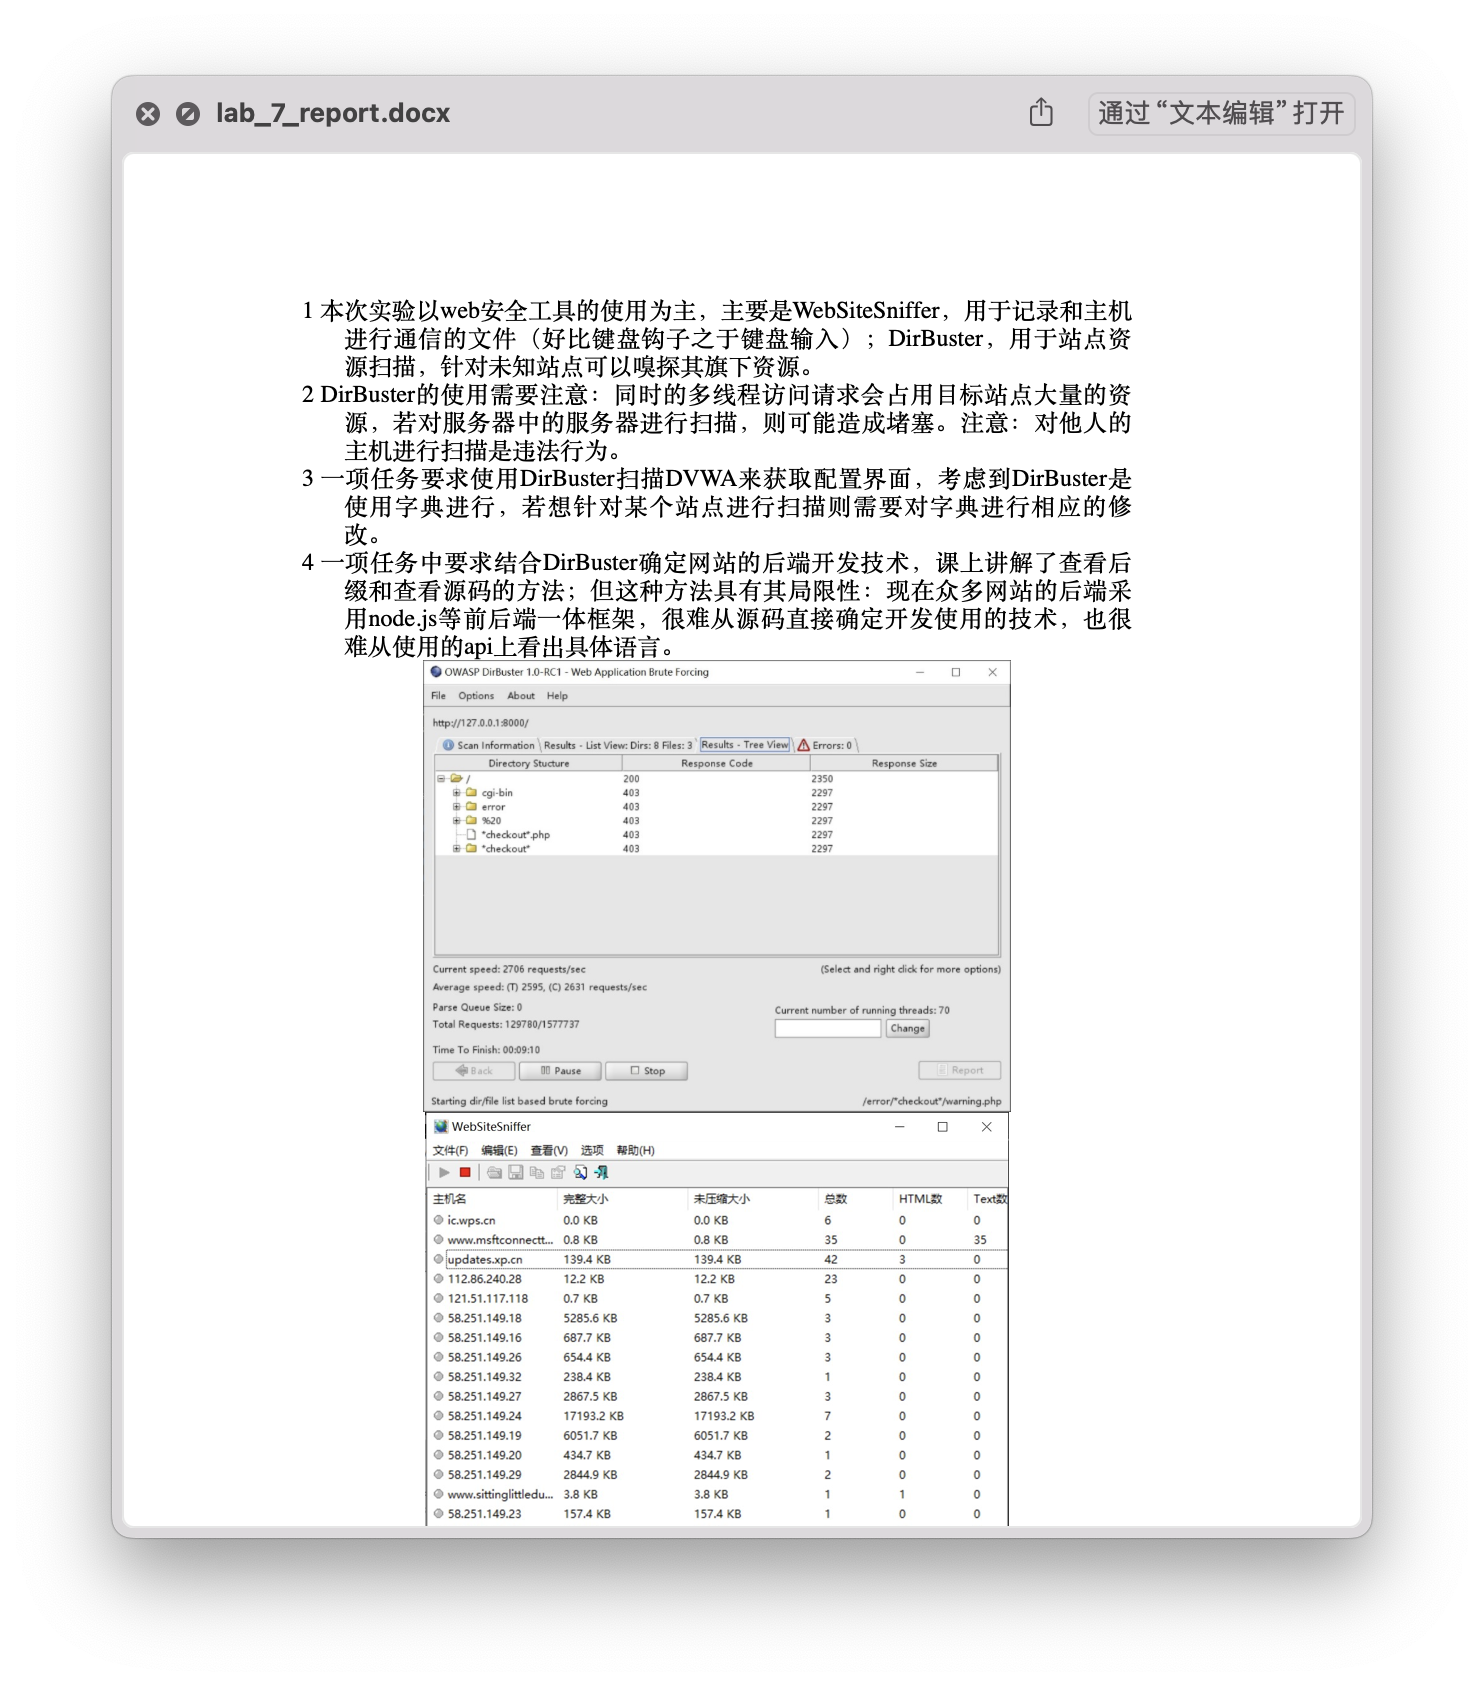 lab_7_report.docx
通过“文本编辑”打开
1 本次实验以web安全工具的使用为主，主要是WebSiteSniffer，用于记录和主机
进行通信的文件（好比键盘钩子之于键盘输入）；DirBuster，用于站点资
源扫描，针对未知站点可以嗅探其旗下资源。
2 DirBuster的使用需要注意：同时的多线程访问请求会占用目标站点大量的资
源，若对服务器中的服务器进行扫描，则可能造成堵塞。注意：对他人的
主机进行扫描是违法行为。
3 一项任务要求使用DirBuster扫描DVWA来获取配置界面，考虑到DirBuster是
使用字典进行，若想针对某个站点进行扫描则需要对字典进行相应的修
改。
4 一项任务中要求结合DirBuster确定网站的后端开发技术，课上讲解了查看后
缀和查看源码的方法；但这种方法具有其局限性：现在众多网站的后端采
用node.js等前后端一体框架，很难从源码直接确定开发使用的技术，也很
难从使用的api上看出具体语言。
OWASP DirBuster 1.0-RC1 - Web Application Brute Forcing
File Options About Help
http://127.0.0.1:8000/
Scan Information Results - List View: Dirs: 8 Files: 3 Results - Tree View Errors: 0
Directory Stucture Response Code Response Size
/ 200 2350
cgi-bin 403 2297
error 403 2297
%20 403 2297
*checkout*.php 403 2297
*checkout* 403 2297
Current speed: 2706 requests/sec (Select and right click for more options)
Average speed: (T) 2595, (C) 2631 requests/sec
Parse Queue Size: 0
Current number of running threads: 70
Total Requests: 129780/1577737
Change
Time To Finish: 00:09:10
Back Pause Stop Report
Starting dir/file list based brute forcing /error/*checkout*/warning.php
WebSiteSniffer
文件(F) 编辑(E) 查看(V) 选项 帮助(H)
主机名 完整大小 未压缩大小 总数 HTML数 Text数
ic.wps.cn 0.0 KB 0.0 KB 6 0 0
www.msftconnectt... 0.8 KB 0.8 KB 35 0 35
updates.xp.cn 139.4 KB 139.4 KB 42 3 0
112.86.240.28 12.2 KB 12.2 KB 23 0 0
121.51.117.118 0.7 KB 0.7 KB 5 0 0
58.251.149.18 5285.6 KB 5285.6 KB 3 0 0
58.251.149.16 687.7 KB 687.7 KB 3 0 0
58.251.149.26 654.4 KB 654.4 KB 3 0 0
58.251.149.32 238.4 KB 238.4 KB 1 0 0
58.251.149.27 2867.5 KB 2867.5 KB 3 0 0
58.251.149.24 17193.2 KB 17193.2 KB 7 0 0
58.251.149.19 6051.7 KB 6051.7 KB 2 0 0
58.251.149.20 434.7 KB 434.7 KB 1 0 0
58.251.149.29 2844.9 KB 2844.9 KB 2 0 0
www.sittinglittledu... 3.8 KB 3.8 KB 1 1 0
58.251.149.23 157.4 KB 157.4 KB 1 0 0